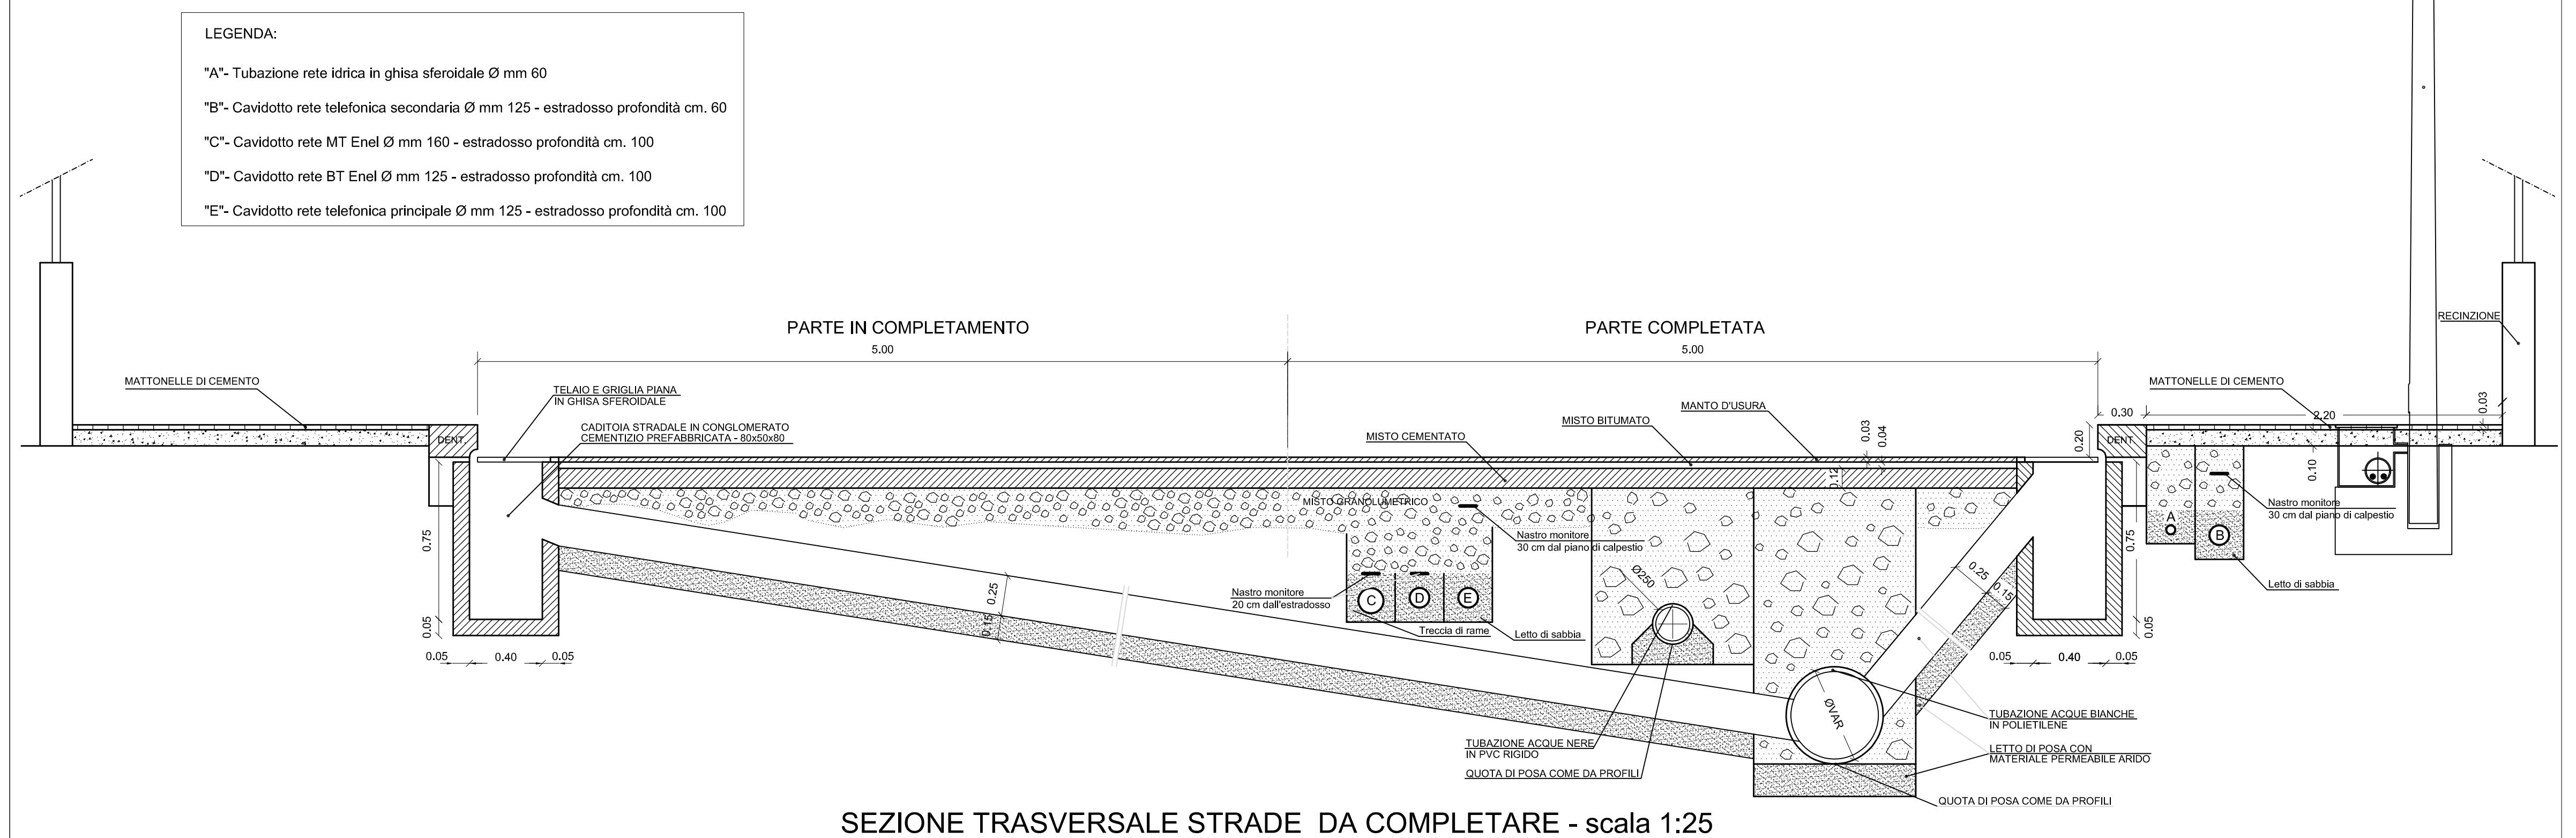 LEGENDA:
"A"- Tubazione rete idrica in ghisa sferoidale Ø mm 60
"B"- Cavidotto rete telefonica secondaria Ø mm 125 - estradosso profondità cm. 60
"C"- Cavidotto rete MT Enel Ø mm 160 - estradosso profondità cm. 100
"D"- Cavidotto rete BT Enel Ø mm 125 - estradosso profondità cm. 100
"E"- Cavidotto rete telefonica principale Ø mm 125 - estradosso profondità cm. 100
PARTE IN COMPLETAMENTO
5.00
PARTE COMPLETATA
5.00
RECINZIONE
MATTONELLE DI CEMENTO
TELAIO E GRIGLIA PIANA
IN GHISA SFEROIDALE
CADITOIA STRADALE IN CONGLOMERATO
CEMENTIZIO PREFABBRICATA - 80x50x80
DENT.
MISTO CEMENTATO
MISTO BITUMATO
MANTO D'USURA
0.03
0.04
0.12
MATTONELLE DI CEMENTO
0.30
2.20
0.03
0.20
DENT.
0.10
MISTO GRANOLUMETRICO
Nastro monitore
30 cm dal piano di calpestio
Nastro monitore
30 cm dal piano di calpestio
A
B
Letto di sabbia
0.75
0.05
0.05
0.40
0.05
0.25
0.15
Nastro monitore
20 cm dall'estradosso
C
D
E
Treccia di rame
Letto di sabbia
Ø250
ØVAR
0.25
0.15
0.75
0.05
0.05
0.40
0.05
TUBAZIONE ACQUE NERE
IN PVC RIGIDO
QUOTA DI POSA COME DA PROFILI
TUBAZIONE ACQUE BIANCHE
IN POLIETILENE
LETTO DI POSA CON
MATERIALE PERMEABILE ARIDO
QUOTA DI POSA COME DA PROFILI
SEZIONE TRASVERSALE STRADE DA COMPLETARE - scala 1:25